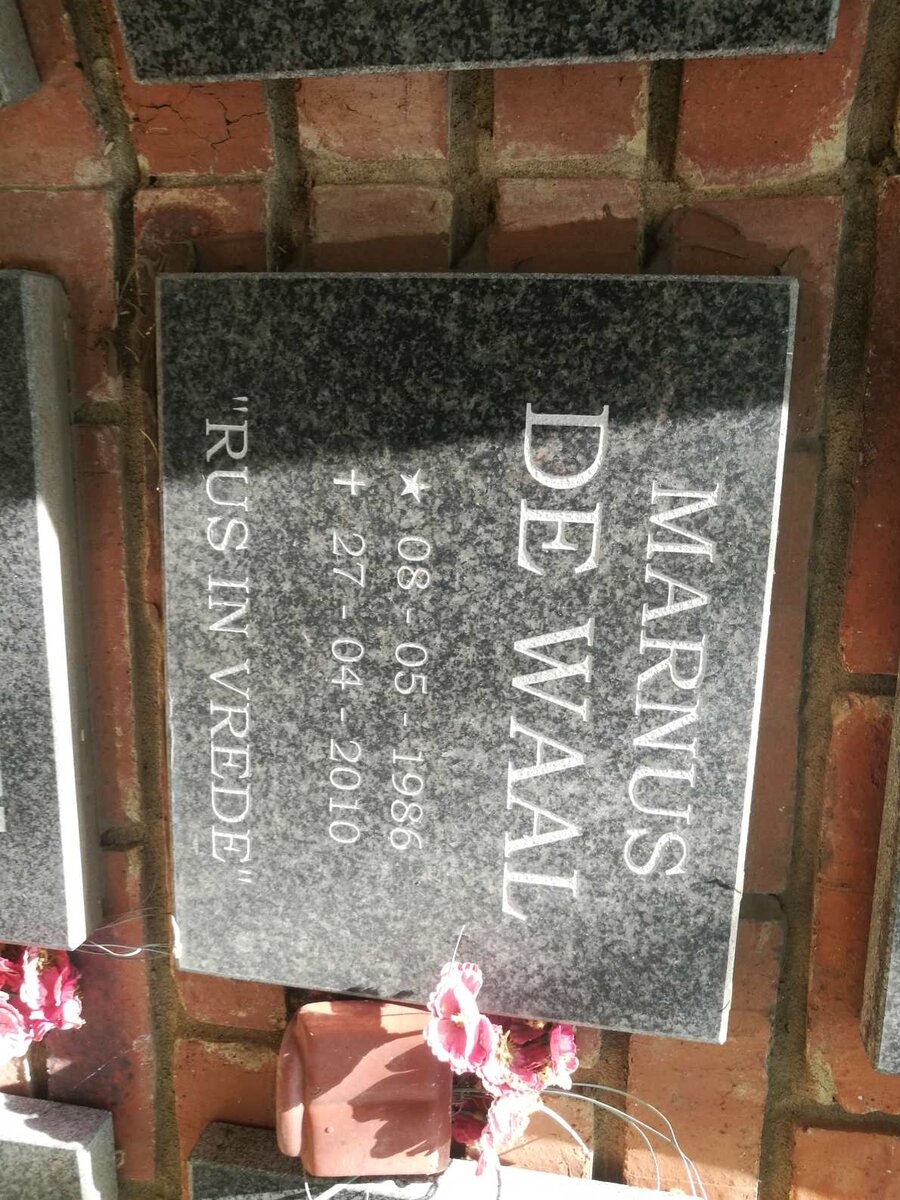 MARNUS
DE WAAL
★ 08 - 05 - 1986
✝ 27 - 04 - 2010
"RUS IN VREDE"